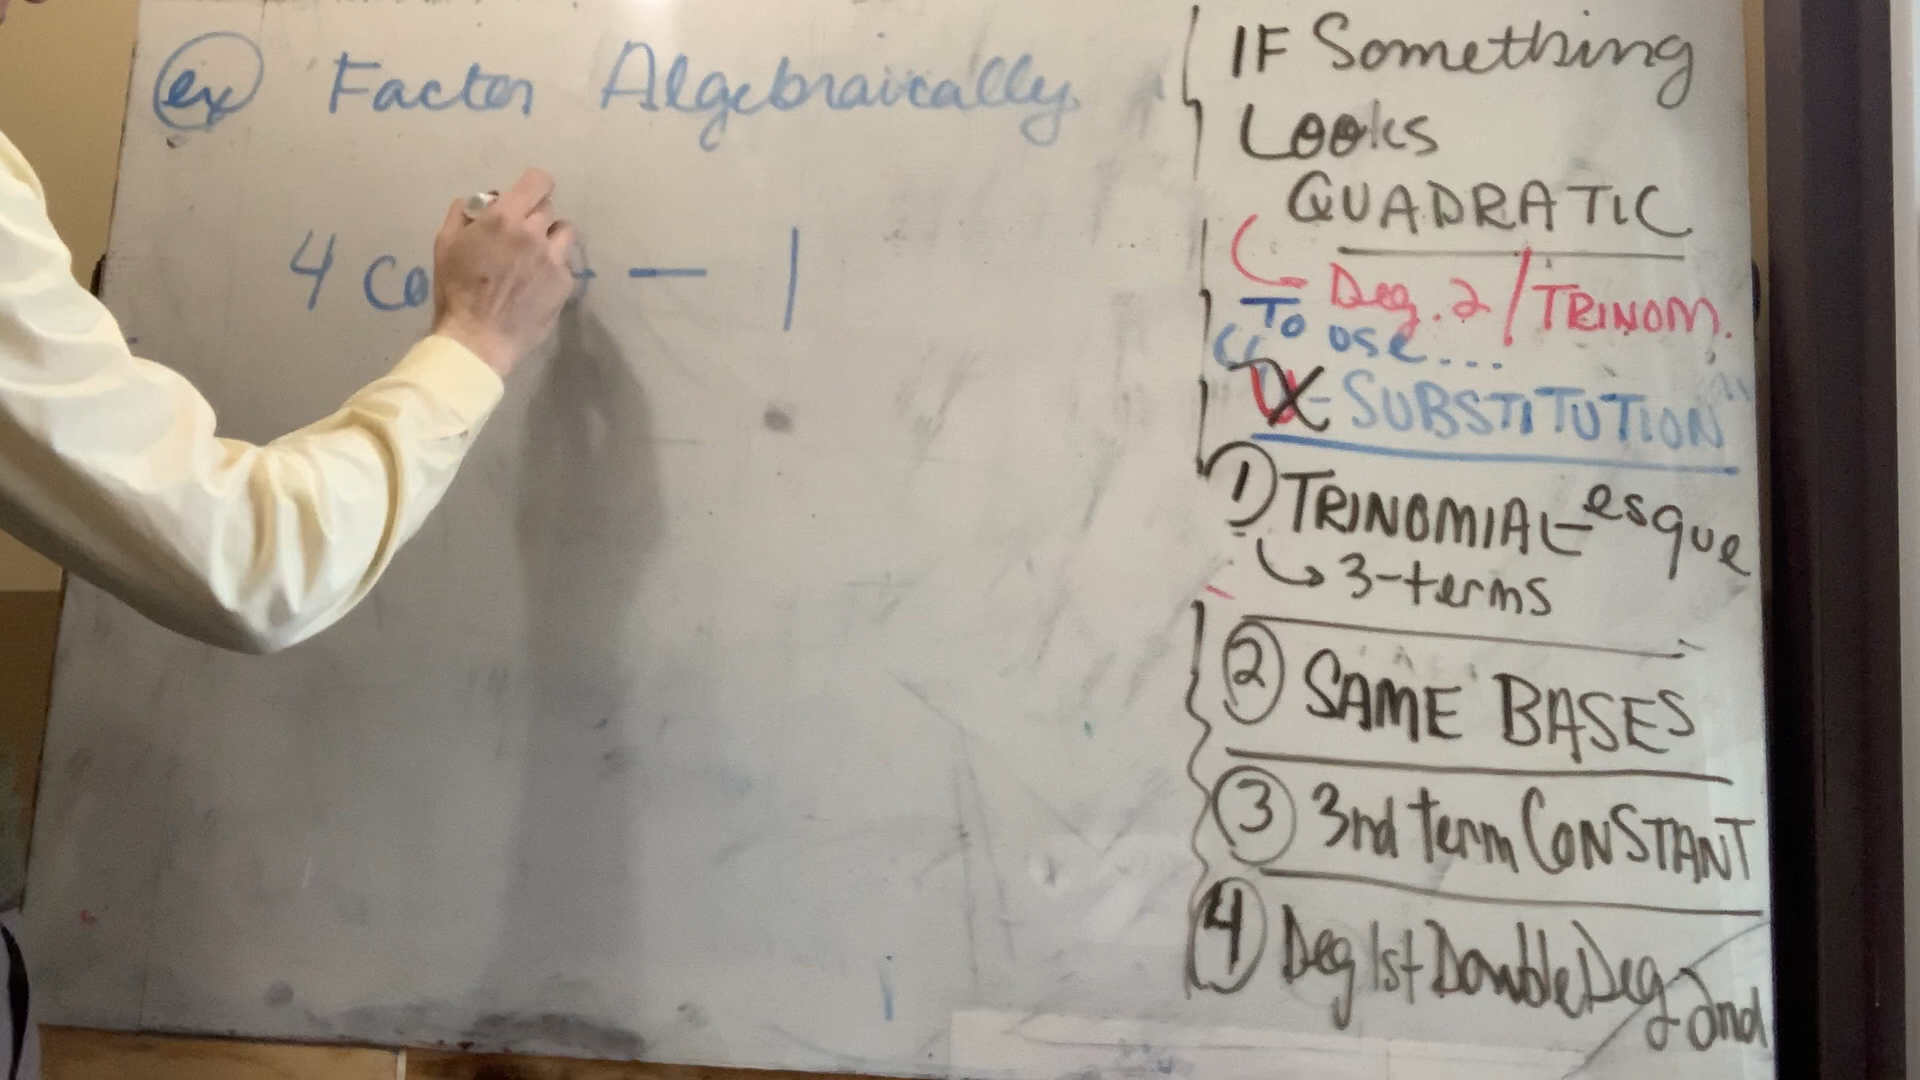 ex Factor Algebraically
4 co — 1
IF Something
Looks
QUADRATIC
Deg. 2 / TRINOM.
To use...
"X-SUBSTITUTION"
1) TRINOMIAL-esque
↳ 3-terms
2 SAME BASES
3 3rd term CONSTANT
4 Deg 1st Double Deg 2nd